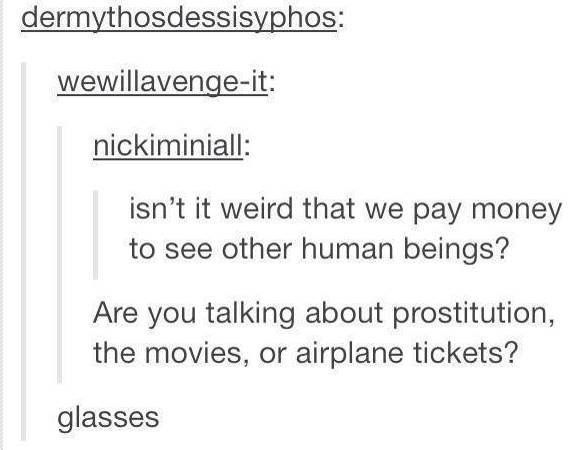 dermythosdessisyphos:
wewillavenge-it:
nickiminiall:
isn’t it weird that we pay money
to see other human beings?
Are you talking about prostitution,
the movies, or airplane tickets?
glasses